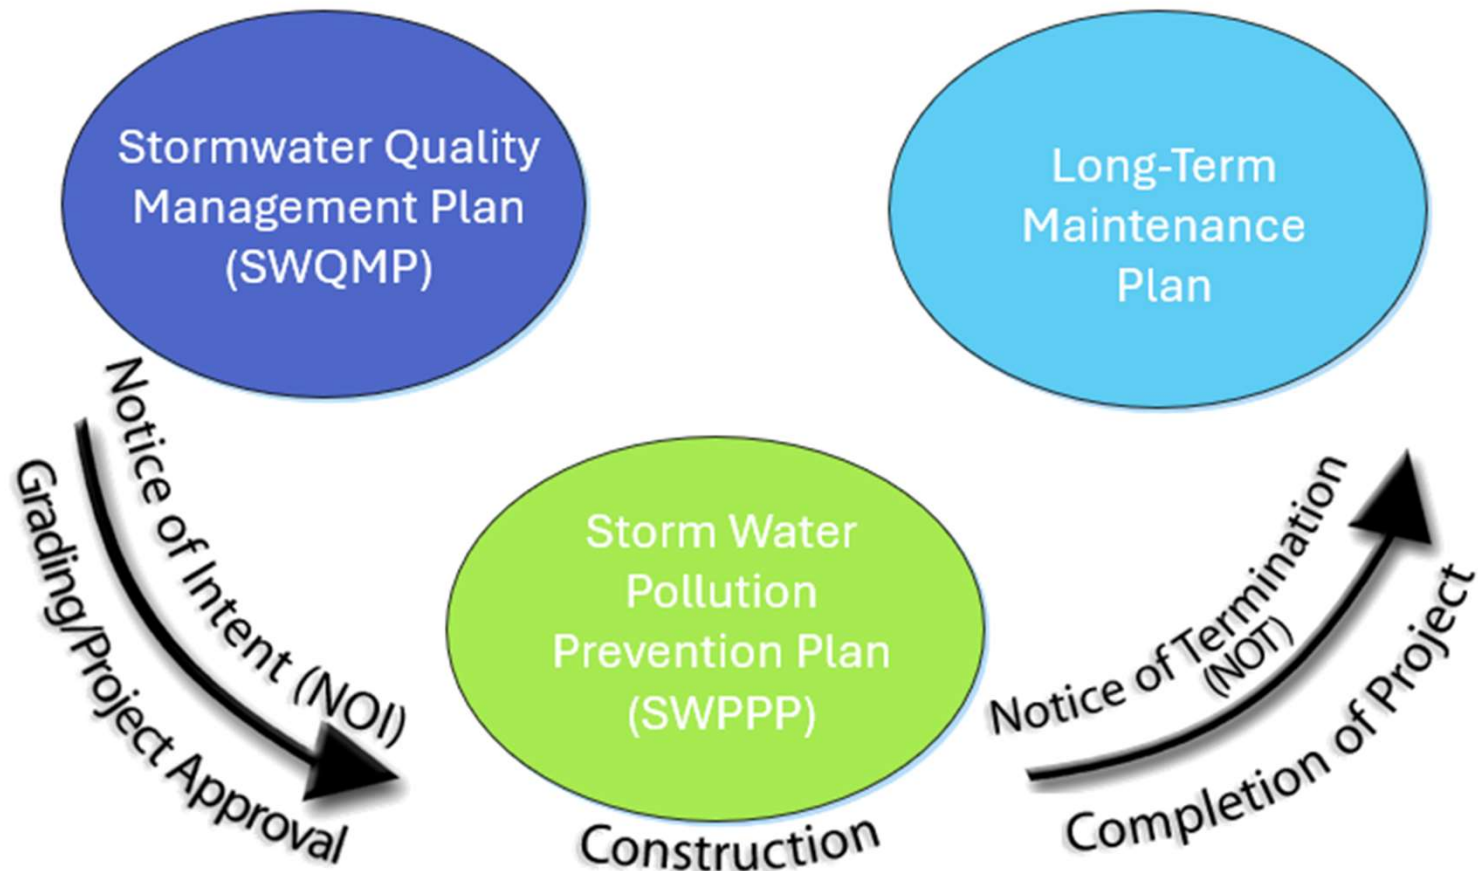 Stormwater Quality
Management Plan
(SWQMP)
Long-Term
Maintenance
Plan
Notice of Intent (NOI)
Grading/Project Approval
Storm Water
Pollution
Prevention Plan
(SWPPP)
Construction
Notice of Termination
(NOT)
Completion of Project